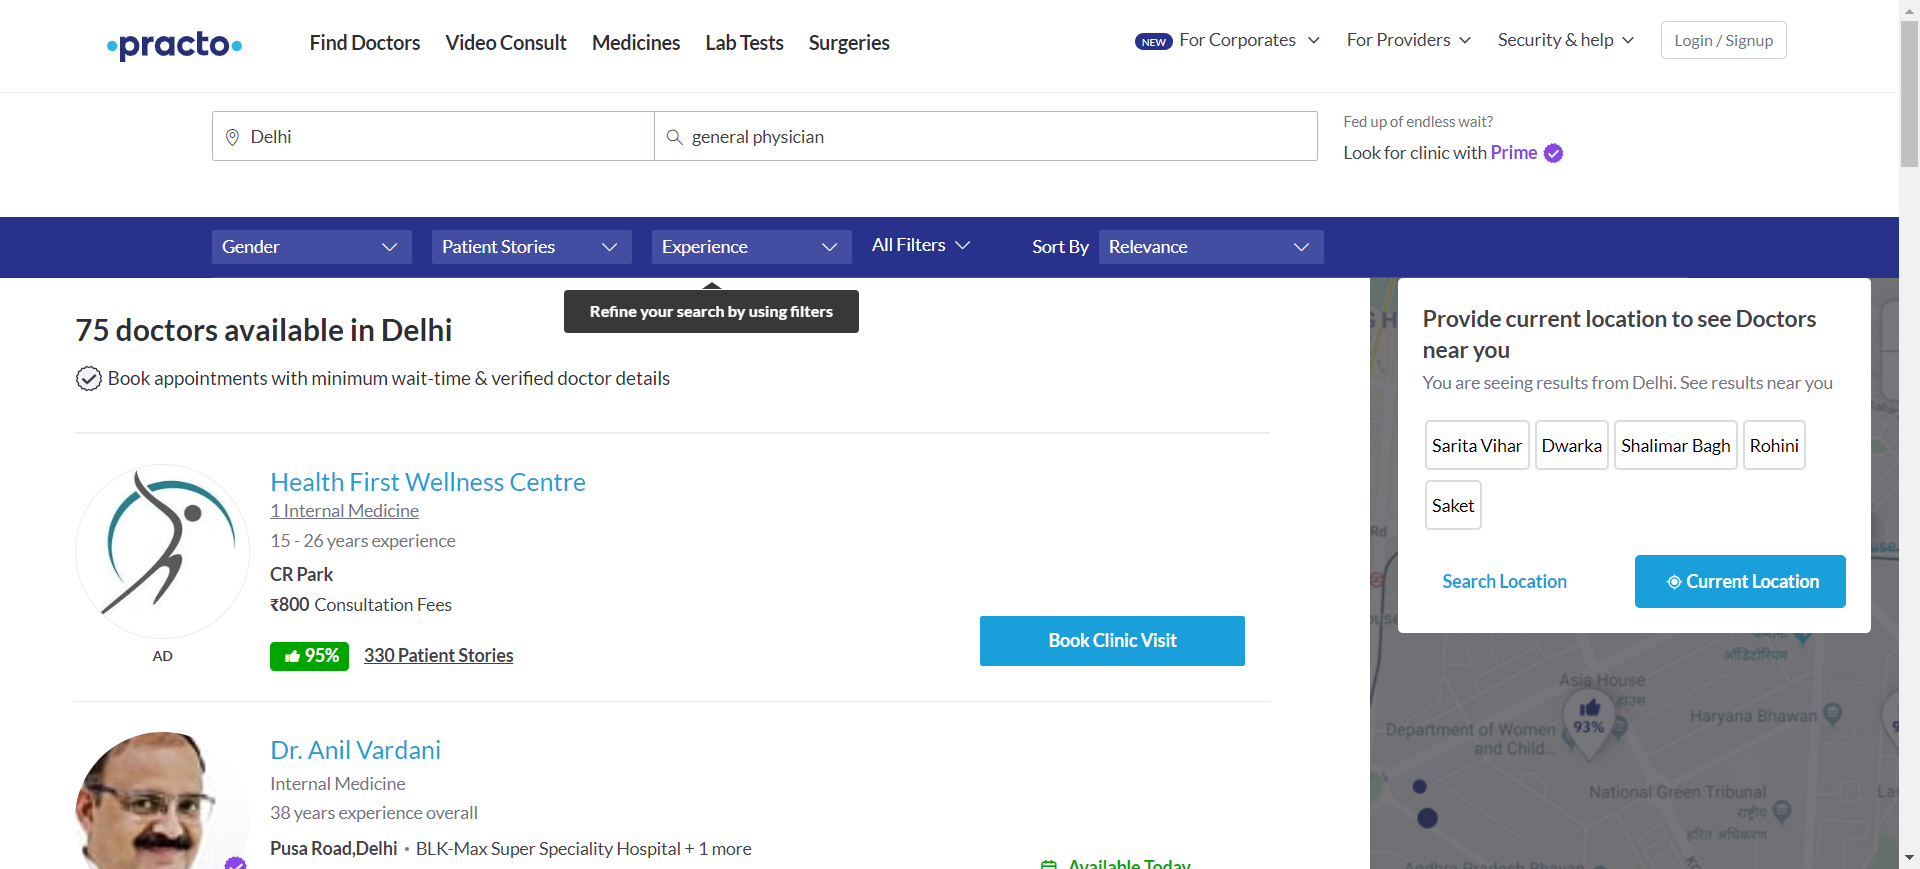 practo
Find Doctors
Video Consult
Medicines
Lab Tests
Surgeries
NEW For Corporates
For Providers
Security & help
Login / Signup
Delhi
general physician
Fed up of endless wait?
Look for clinic with Prime
Gender
Patient Stories
Experience
All Filters
Sort By
Relevance
Refine your search by using filters
75 doctors available in Delhi
Book appointments with minimum wait-time & verified doctor details
Health First Wellness Centre
1 Internal Medicine
15 - 26 years experience
CR Park
₹800 Consultation Fees
AD
95%
330 Patient Stories
Book Clinic Visit
Dr. Anil Vardani
Internal Medicine
38 years experience overall
Pusa Road,Delhi • BLK-Max Super Speciality Hospital + 1 more
Available Today
Provide current location to see Doctors
near you
You are seeing results from Delhi. See results near you
Sarita Vihar
Dwarka
Shalimar Bagh
Rohini
Saket
Search Location
Current Location
Rd
ऑडिटोरियम
Asia House
हाउस
93%
Department of Women
and Child...
Haryana Bhawan
National Green Tribunal
राष्ट्रीय
हरित अधिकरण
Andhra Pradesh Bhavan